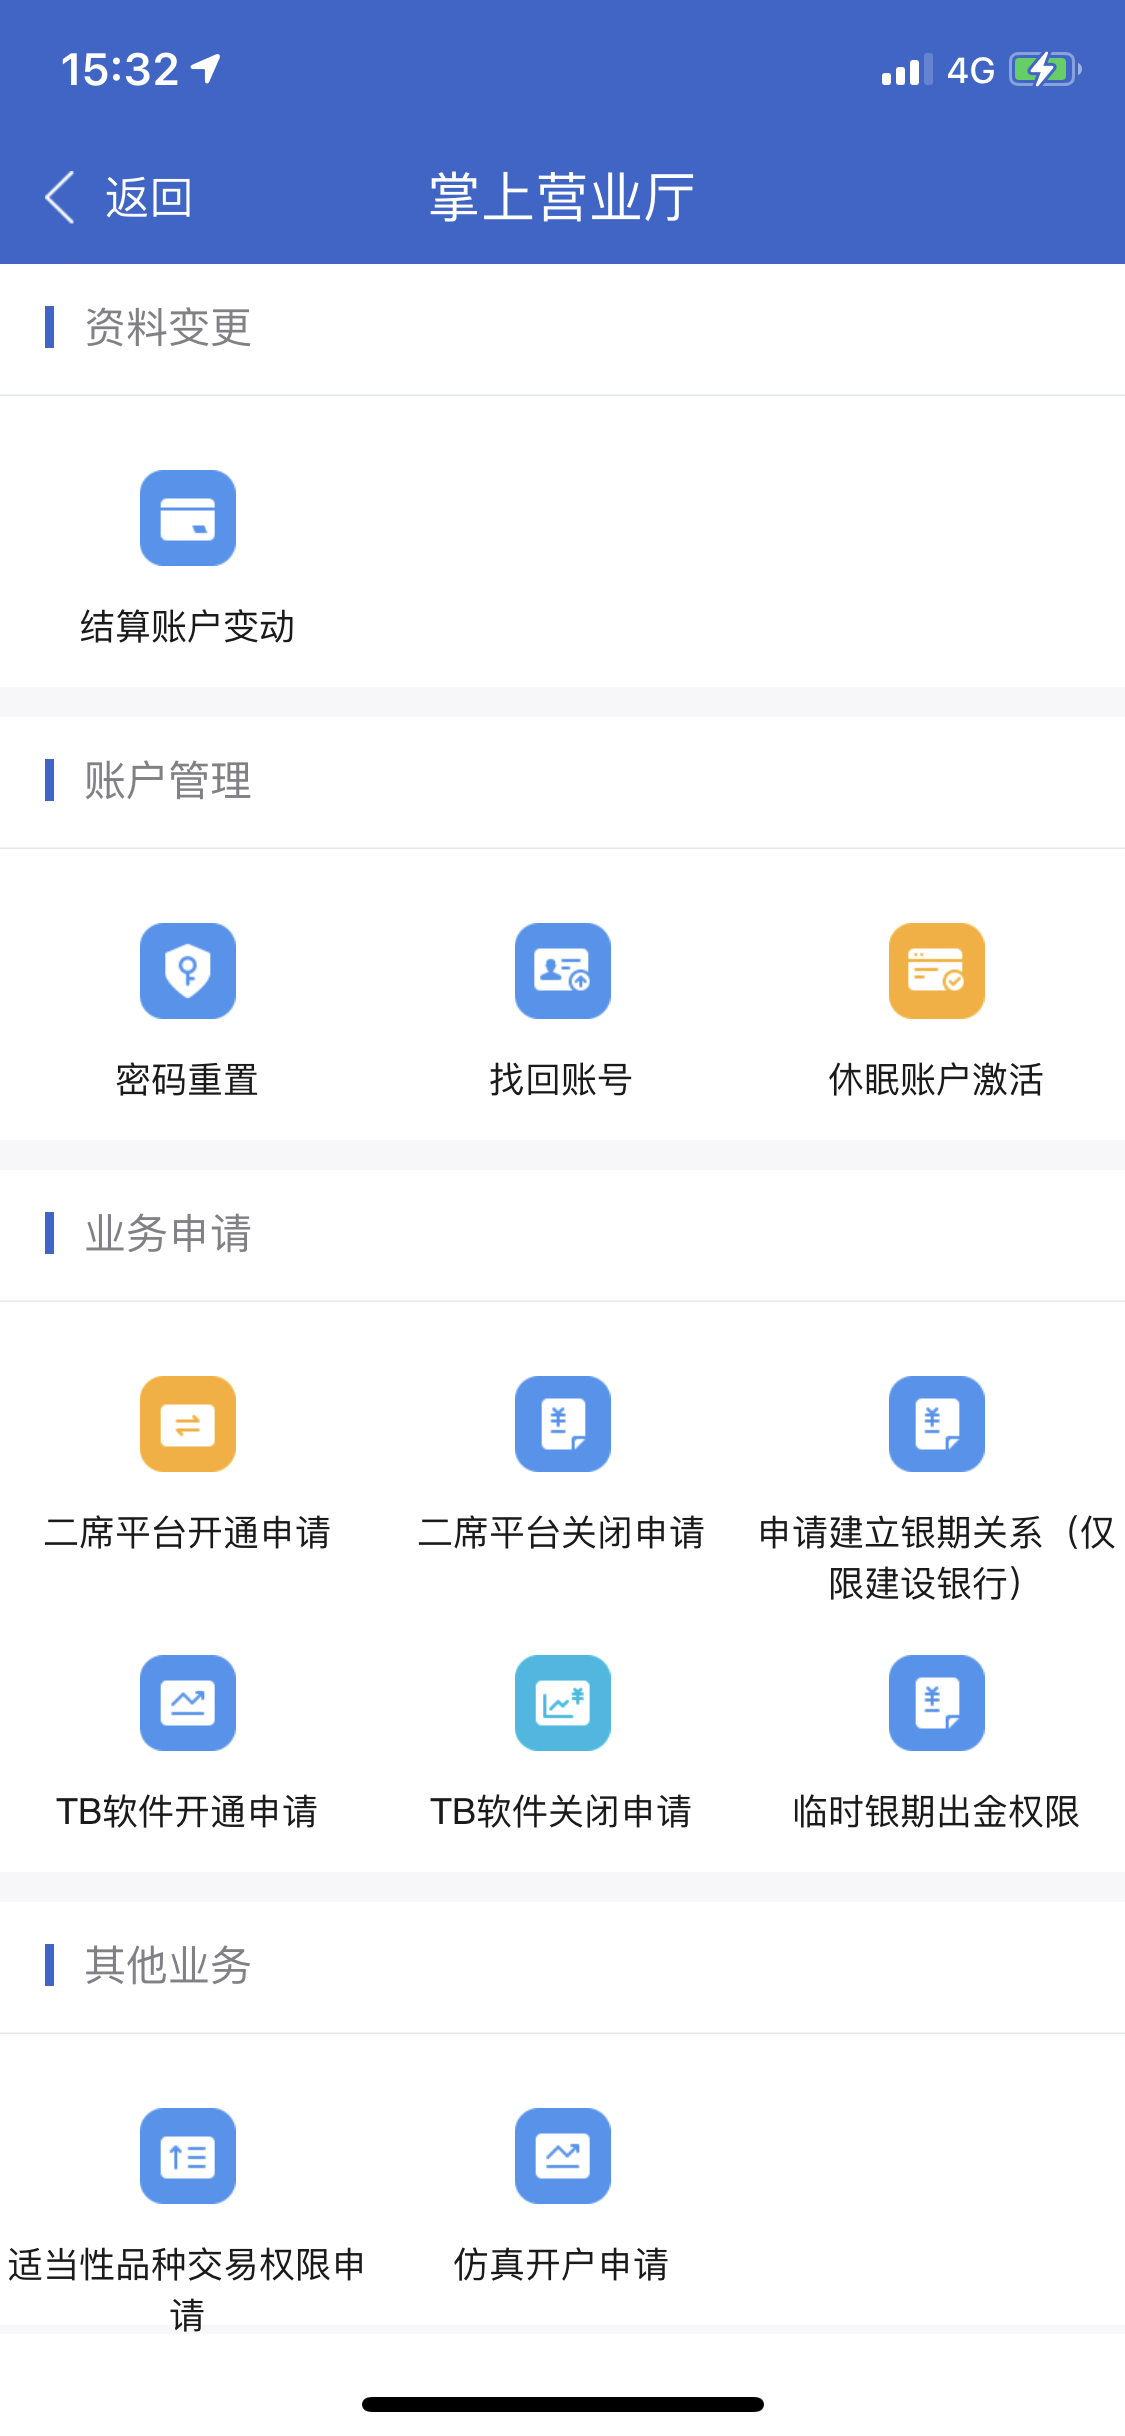 15:32
4G
返回
掌上营业厅
资料变更
结算账户变动
账户管理
密码重置
找回账号
休眠账户激活
业务申请
二席平台开通申请
二席平台关闭申请
申请建立银期关系（仅
限建设银行）
TB软件开通申请
TB软件关闭申请
临时银期出金权限
其他业务
适当性品种交易权限申
请
仿真开户申请